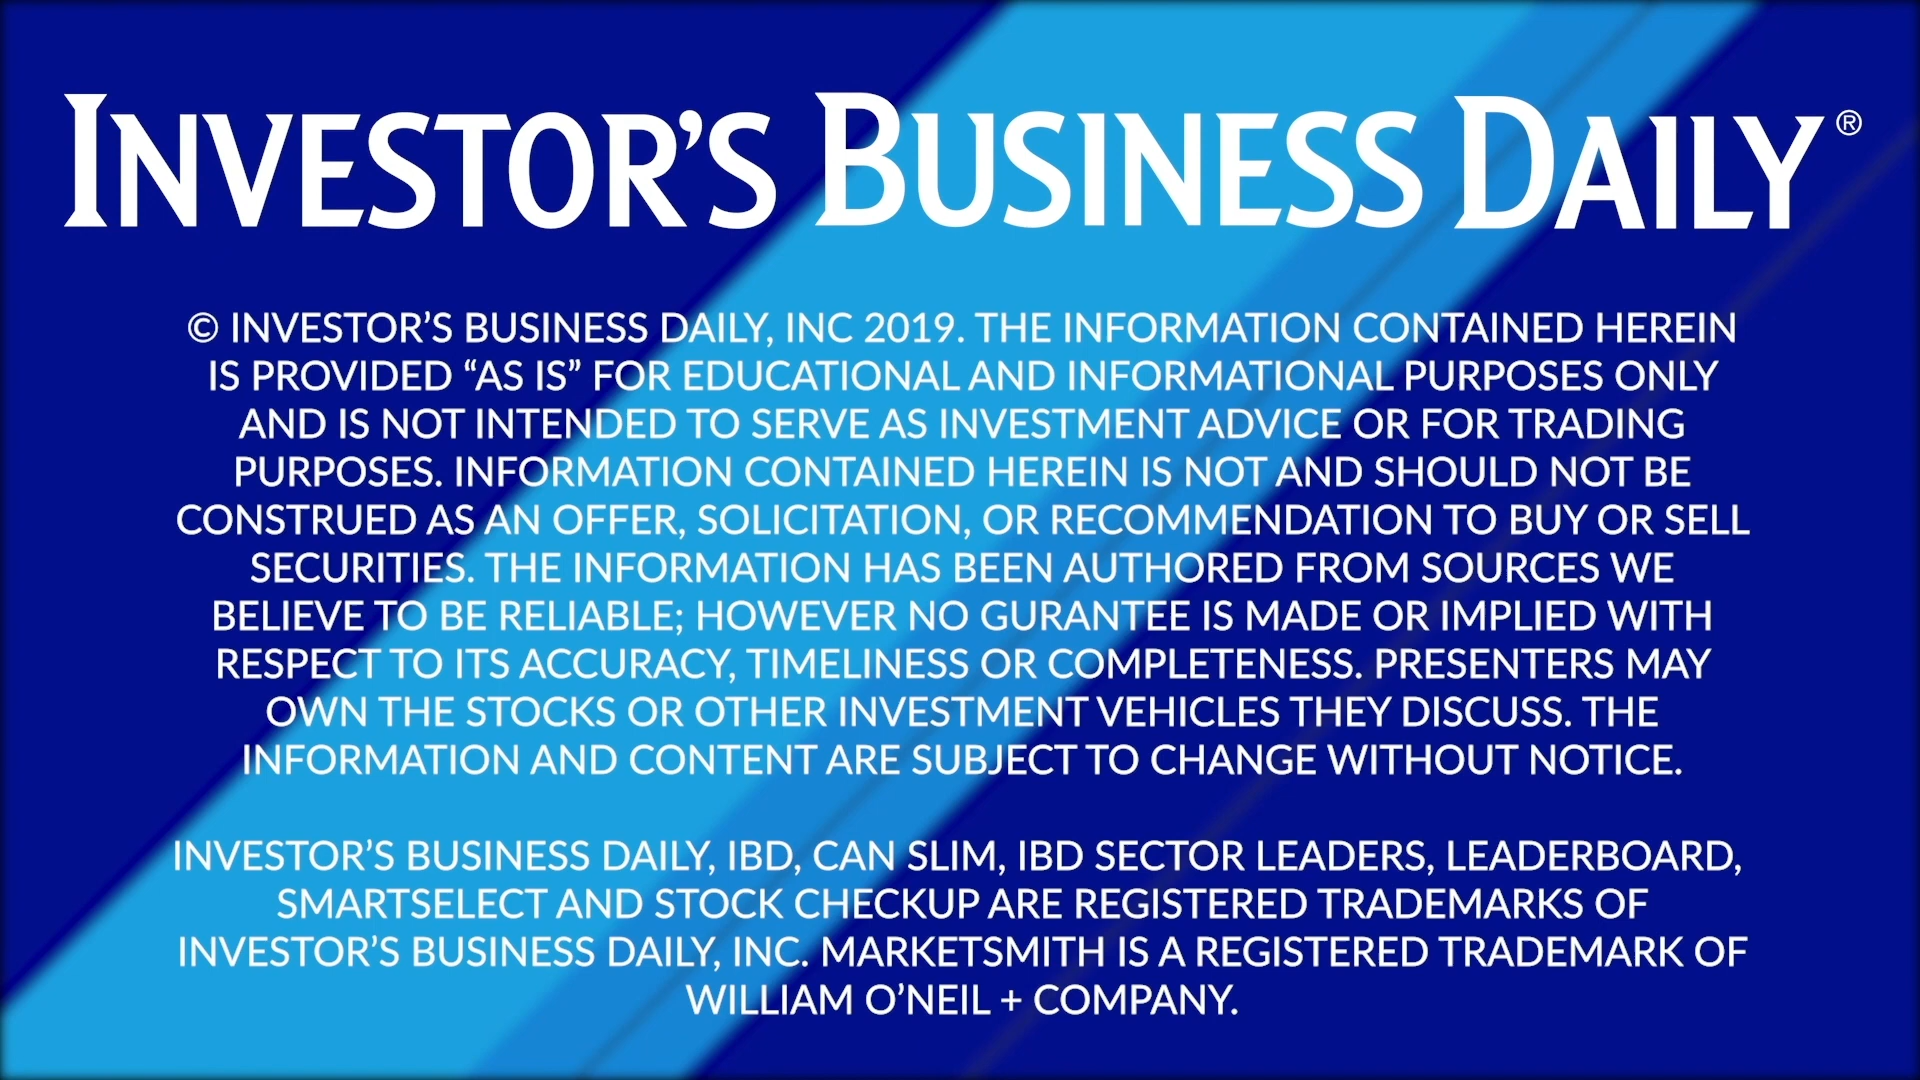 INVESTOR'S BUSINESS DAILY®
© INVESTOR'S BUSINESS DAILY, INC 2019. THE INFORMATION CONTAINED HEREIN
IS PROVIDED “AS IS” FOR EDUCATIONAL AND INFORMATIONAL PURPOSES ONLY
AND IS NOT INTENDED TO SERVE AS INVESTMENT ADVICE OR FOR TRADING
PURPOSES. INFORMATION CONTAINED HEREIN IS NOT AND SHOULD NOT BE
CONSTRUED AS AN OFFER, SOLICITATION, OR RECOMMENDATION TO BUY OR SELL
SECURITIES. THE INFORMATION HAS BEEN AUTHORED FROM SOURCES WE
BELIEVE TO BE RELIABLE; HOWEVER NO GURANTEE IS MADE OR IMPLIED WITH
RESPECT TO ITS ACCURACY, TIMELINESS OR COMPLETENESS. PRESENTERS MAY
OWN THE STOCKS OR OTHER INVESTMENT VEHICLES THEY DISCUSS. THE
INFORMATION AND CONTENT ARE SUBJECT TO CHANGE WITHOUT NOTICE.
INVESTOR'S BUSINESS DAILY, IBD, CAN SLIM, IBD SECTOR LEADERS, LEADERBOARD,
SMARTSELECT AND STOCK CHECKUP ARE REGISTERED TRADEMARKS OF
INVESTOR'S BUSINESS DAILY, INC. MARKETSMITH IS A REGISTERED TRADEMARK OF
WILLIAM O'NEIL + COMPANY.